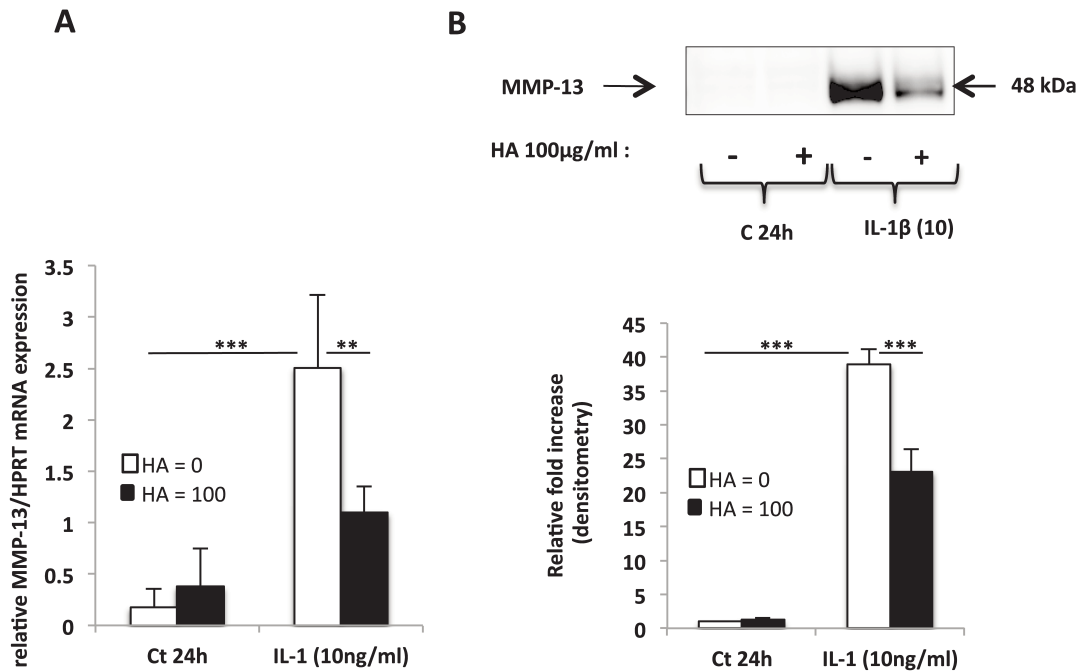 A
B
MMP-13
48 kDa
HA 100µg/ml :
- + - +
C 24h
IL-1β (10)
relative MMP-13/HPRT mRNA expression
3.5
3
2.5
2
1.5
1
0.5
0
***
**
HA = 0
HA = 100
Ct 24h
IL-1 (10ng/ml)
Relative fold increase
(densitometry)
45
40
35
30
25
20
15
10
5
0
***
***
HA = 0
HA = 100
Ct 24h
IL-1 (10ng/ml)